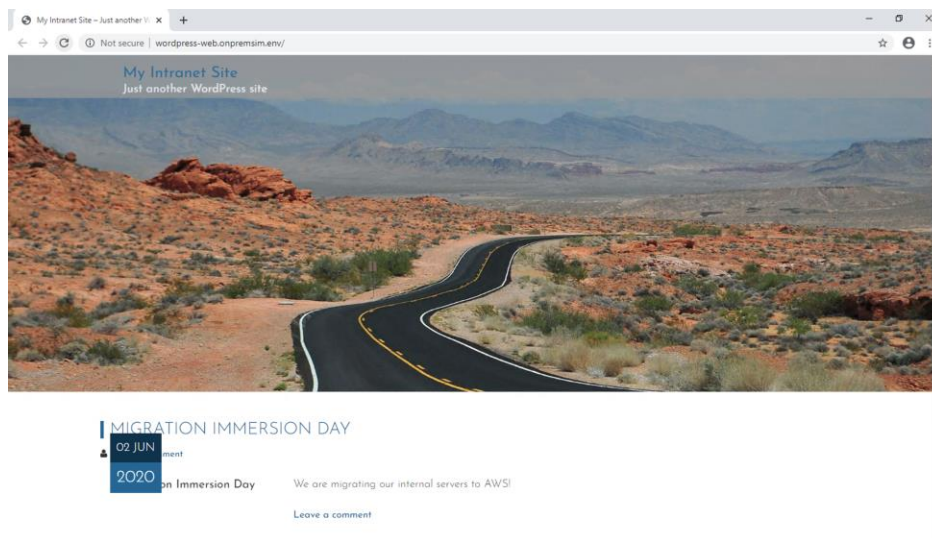 My Intranet Site – Just another
Not secure | wordpress-web.onpremsim.env/
My Intranet Site
Just another WordPress site
MIGRATION IMMERSION DAY
02 JUN
2020
ment
on Immersion Day
We are migrating our internal servers to AWS!
Leave a comment